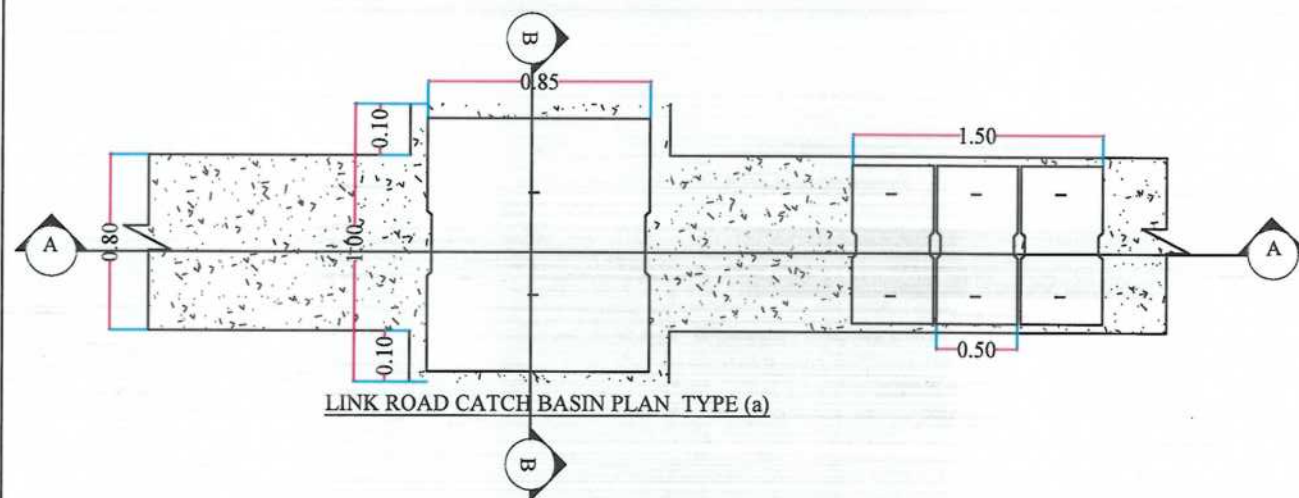 B
0.85
0.10
1.50
0.80
1.00
A
A
0.10
0.50
LINK ROAD CATCH BASIN PLAN TYPE (a)
B